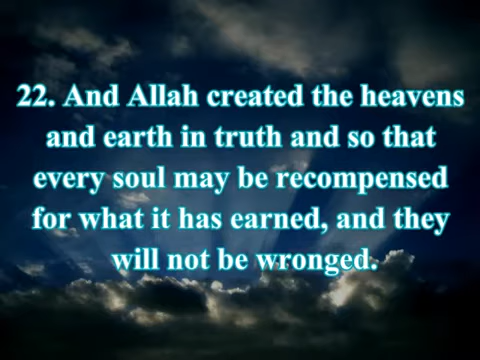 22. And Allah created the heavens
and earth in truth and so that
every soul may be recompensed
for what it has earned, and they
will not be wronged.